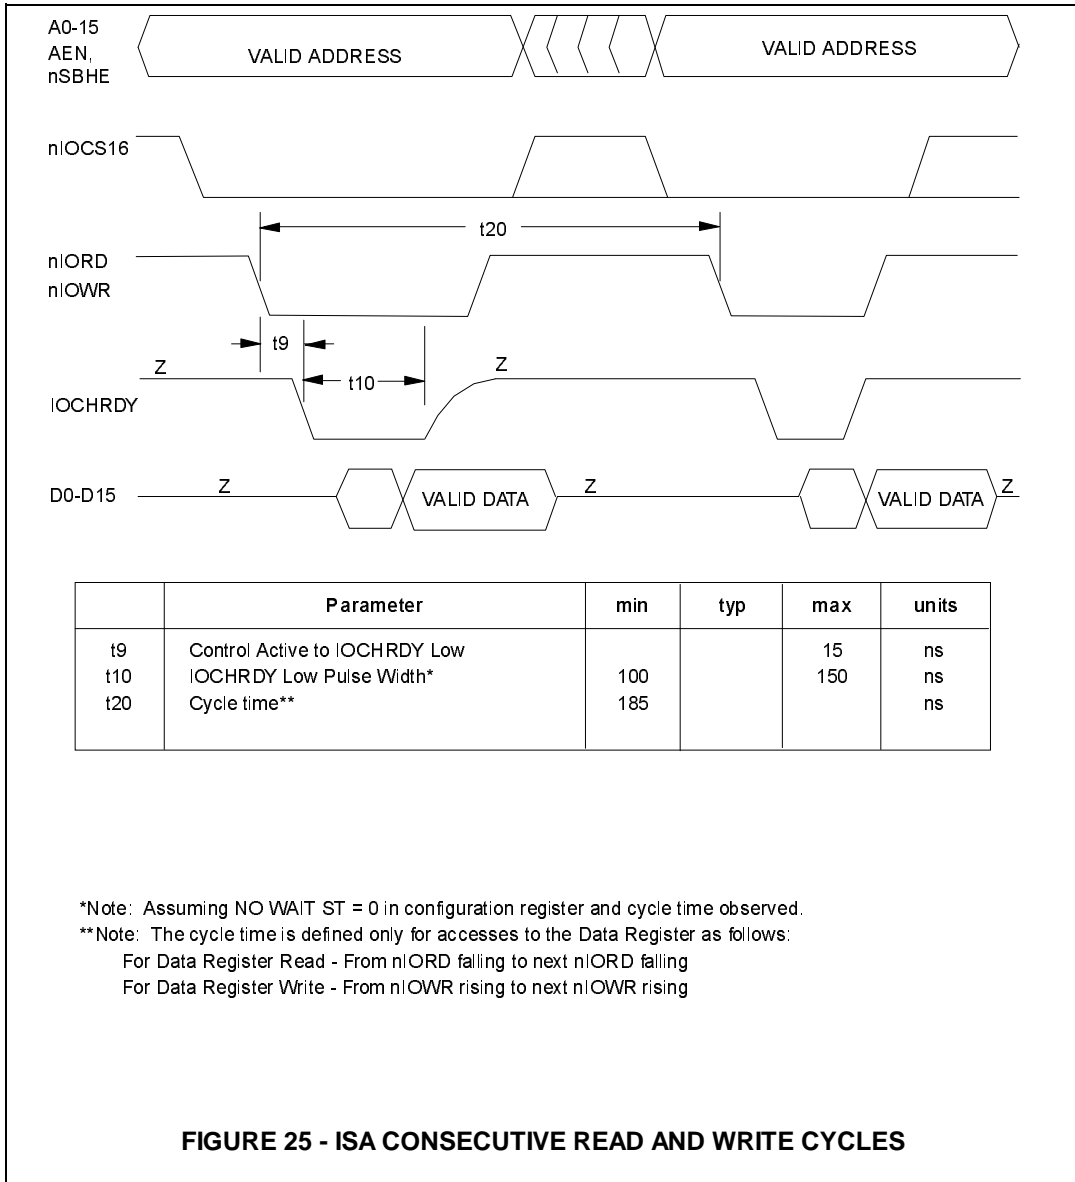 A0-15
AEN,
nSBHE
VALID ADDRESS
VALID ADDRESS
nIOCS16
t20
nIORD
nIOWR
t9
Z
t10
Z
IOCHRDY
D0-D15
Z
VALID DATA
Z
VALID DATA
Z
Parameter min typ max units
t9 Control Active to IOCHRDY Low 15 ns
t10 IOCHRDY Low Pulse Width* 100 150 ns
t20 Cycle time** 185 ns
*Note: Assuming NO WAIT ST = 0 in configuration register and cycle time observed.
**Note: The cycle time is defined only for accesses to the Data Register as follows:
For Data Register Read - From nIORD falling to next nIORD falling
For Data Register Write - From nIOWR rising to next nIOWR rising
FIGURE 25 - ISA CONSECUTIVE READ AND WRITE CYCLES